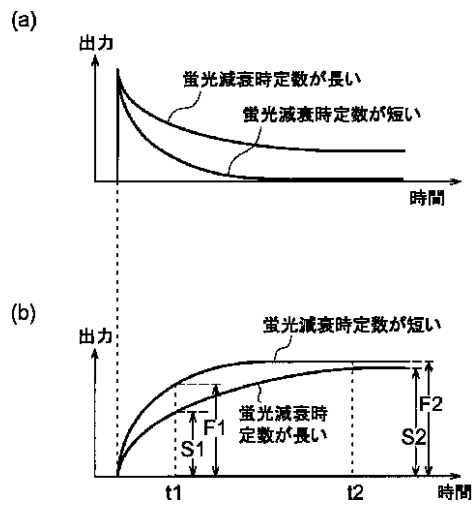 (a)
出力
蛍光減衰時定数が長い
蛍光減衰時定数が短い
時間
(b)
出力
蛍光減衰時定数が短い
蛍光減衰時
定数が長い
S1
F1
S2
F2
t1
t2
時間